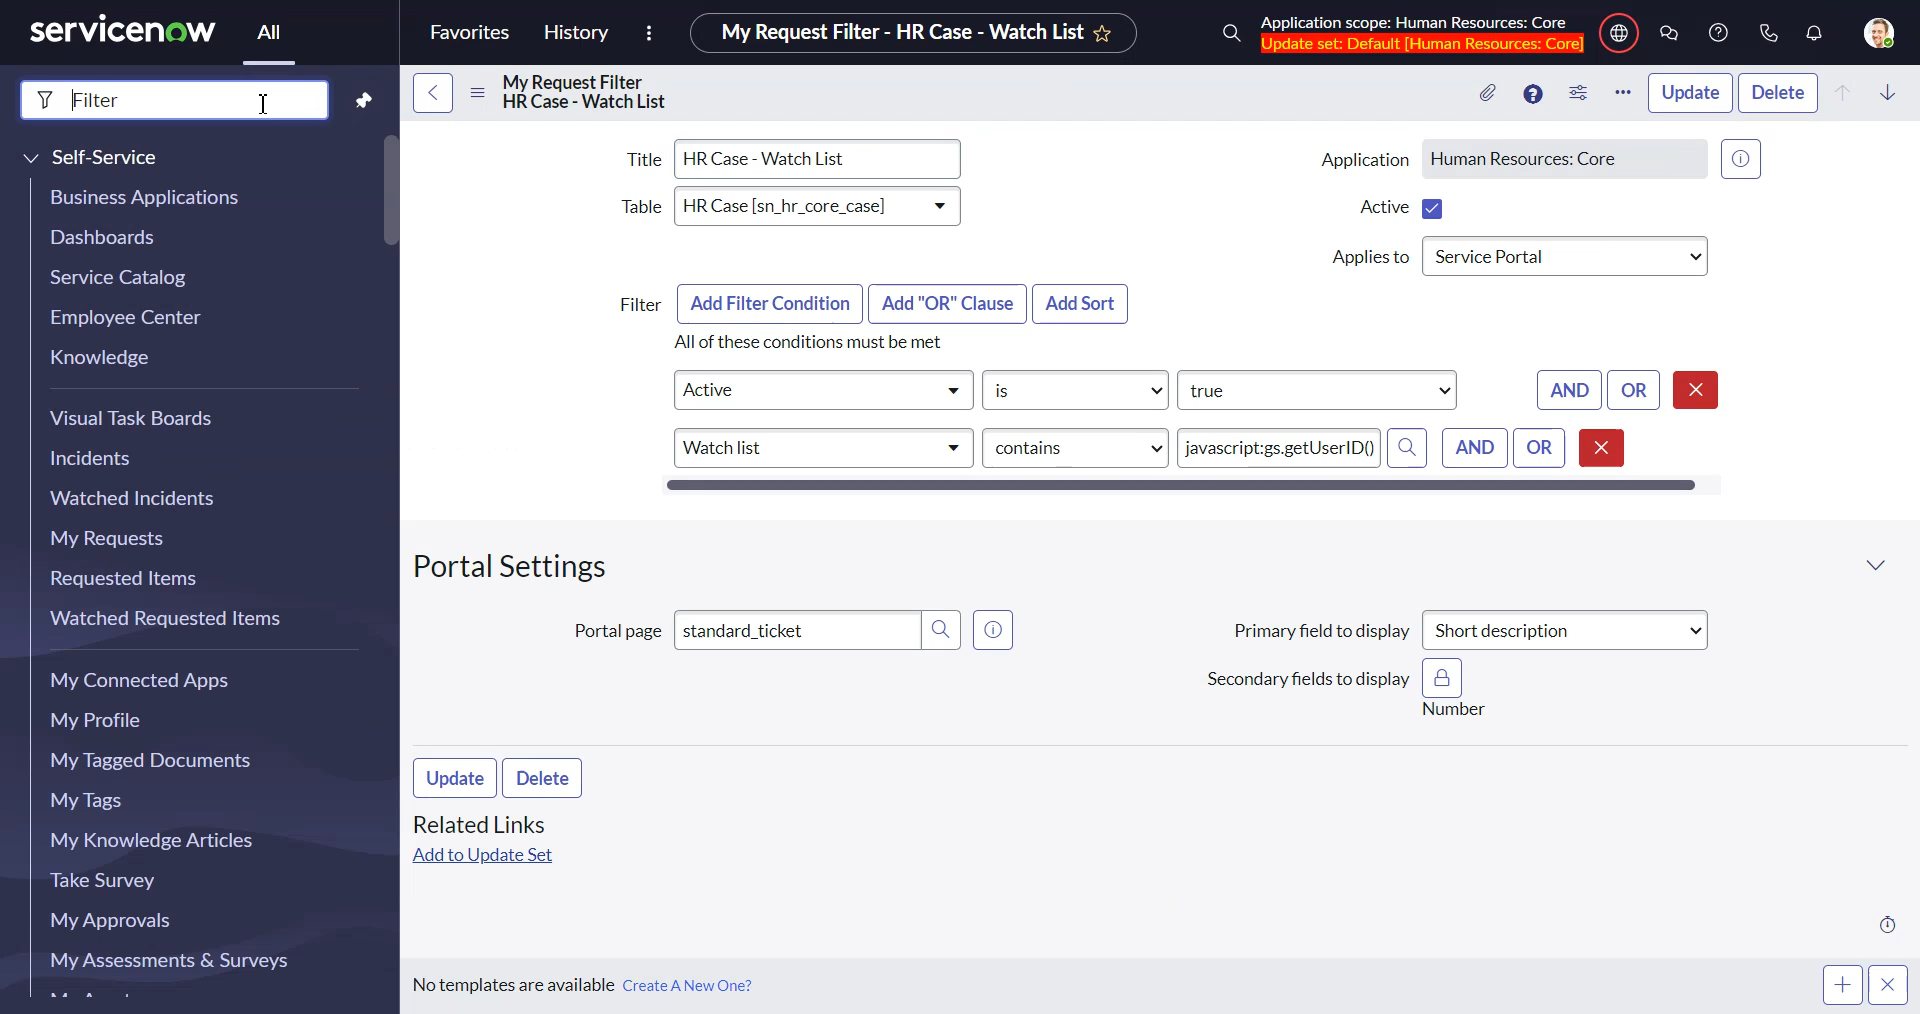 servicenow
All
Favorites
History
My Request Filter - HR Case - Watch List
Application scope: Human Resources: Core
Update set: Default [Human Resources: Core]
Filter
Self-Service
Business Applications
Dashboards
Service Catalog
Employee Center
Knowledge
Visual Task Boards
Incidents
Watched Incidents
My Requests
Requested Items
Watched Requested Items
My Connected Apps
My Profile
My Tagged Documents
My Tags
My Knowledge Articles
Take Survey
My Approvals
My Assessments & Surveys
My Request Filter
HR Case - Watch List
Update
Delete
Title
HR Case - Watch List
Application
Human Resources: Core
Table
HR Case [sn_hr_core_case]
Active
Applies to
Service Portal
Filter
Add Filter Condition
Add "OR" Clause
Add Sort
All of these conditions must be met
Active
is
true
AND
OR
Watch list
contains
javascript:gs.getUserID()
AND
OR
Portal Settings
Portal page
standard_ticket
Primary field to display
Short description
Secondary fields to display
Number
Update
Delete
Related Links
Add to Update Set
No templates are available Create A New One?